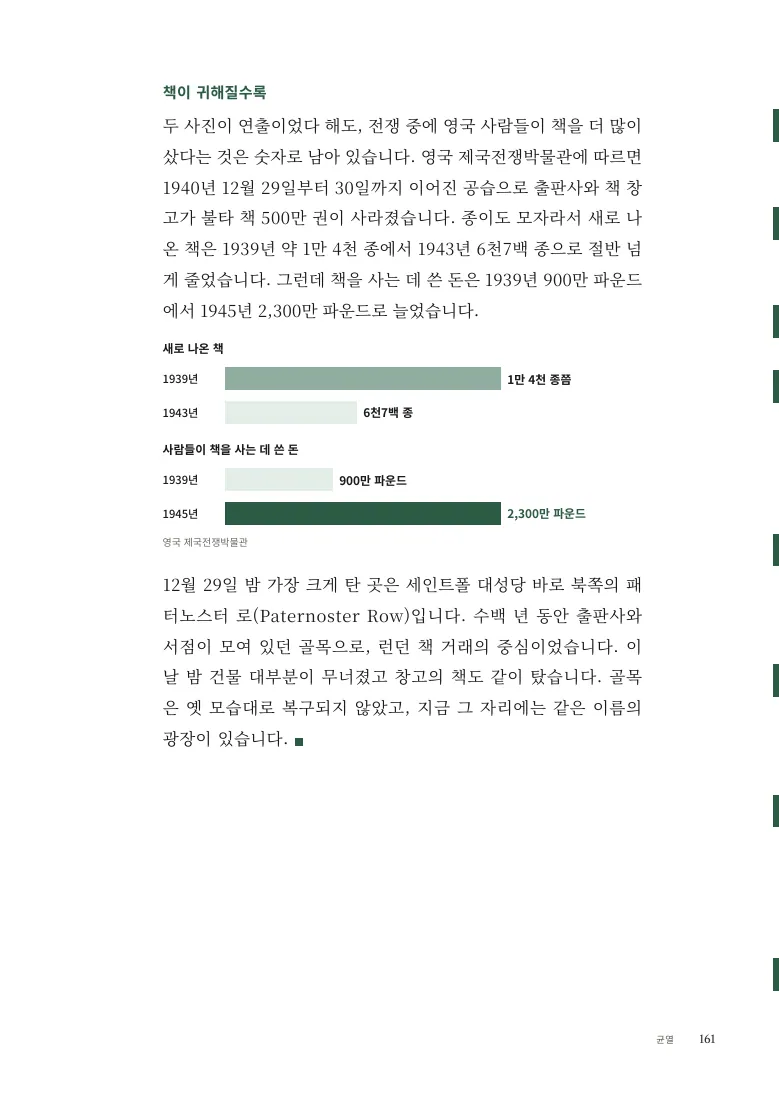 책이 귀해질수록
두 사진이 연출이었다 해도, 전쟁 중에 영국 사람들이 책을 더 많이
샀다는 것은 숫자로 남아 있습니다. 영국 제국전쟁박물관에 따르면
1940년 12월 29일부터 30일까지 이어진 공습으로 출판사와 책 창
고가 불타 책 500만 권이 사라졌습니다. 종이도 모자라서 새로 나
온 책은 1939년 약 1만 4천 종에서 1943년 6천7백 종으로 절반 넘
게 줄었습니다. 그런데 책을 사는 데 쓴 돈은 1939년 900만 파운드
에서 1945년 2,300만 파운드로 늘었습니다.
새로 나온 책
1939년 1만 4천 종쯤
1943년 6천7백 종
사람들이 책을 사는 데 쓴 돈
1939년 900만 파운드
1945년 2,300만 파운드
영국 제국전쟁박물관
12월 29일 밤 가장 크게 탄 곳은 세인트폴 대성당 바로 북쪽의 패
터노스터 로(Paternoster Row)입니다. 수백 년 동안 출판사와
서점이 모여 있던 골목으로, 런던 책 거래의 중심이었습니다. 이
날 밤 건물 대부분이 무너졌고 창고의 책도 같이 탔습니다. 골목
은 옛 모습대로 복구되지 않았고, 지금 그 자리에는 같은 이름의
광장이 있습니다.
균열 161